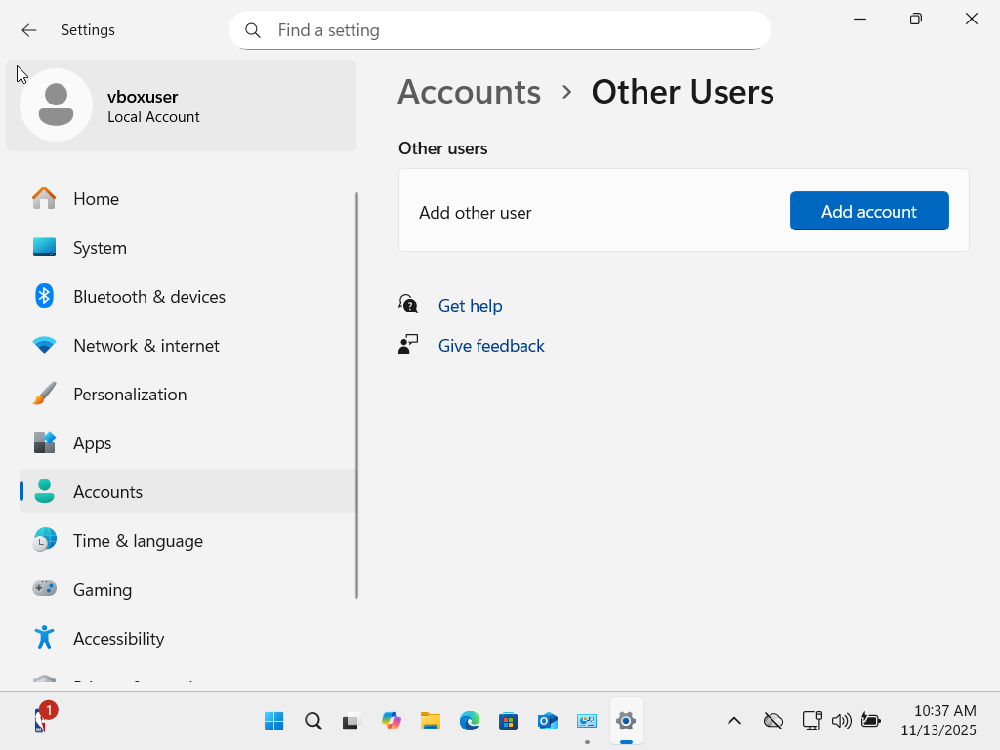 Settings
Find a setting
vboxuser
Local Account
Home
System
Bluetooth & devices
Network & internet
Personalization
Apps
Accounts
Time & language
Gaming
Accessibility
Accounts > Other Users
Other users
Add other user
Add account
Get help
Give feedback
1
10:37 AM
11/13/2025